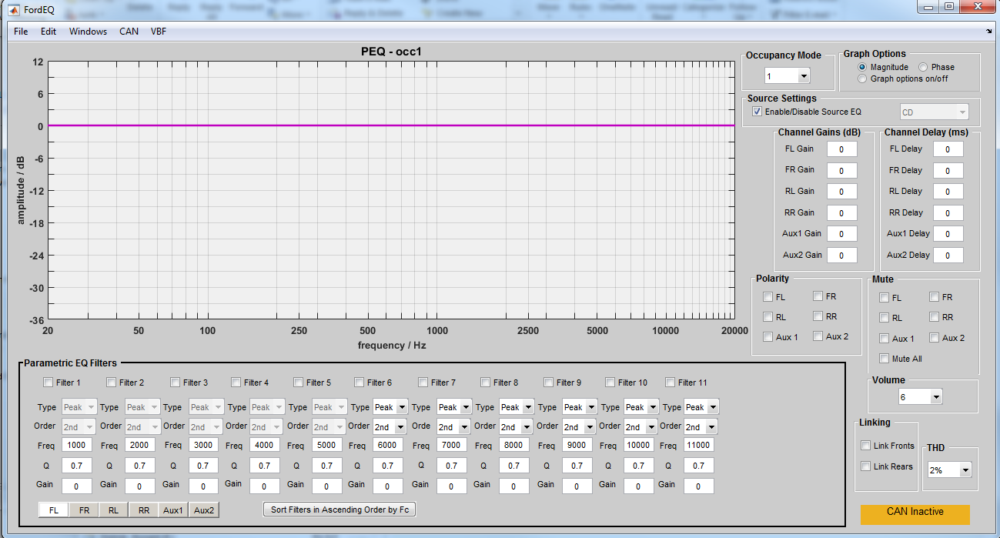 FordEQ
File Edit Windows CAN VBF
PEQ - occ1
12
6
0
-6
-12
-18
-24
-30
-36
amplitude / dB
20 50 100 250 500 1000 2500 5000 10000 20000
frequency / Hz
Occupancy Mode
1
Graph Options
Magnitude Phase
Graph options on/off
Source Settings
Enable/Disable Source EQ CD
Channel Gains (dB)
FL Gain 0
FR Gain 0
RL Gain 0
RR Gain 0
Aux1 Gain 0
Aux2 Gain 0
Channel Delay (ms)
FL Delay 0
FR Delay 0
RL Delay 0
RR Delay 0
Aux1 Delay 0
Aux2 Delay 0
Polarity
FL FR
RL RR
Aux 1 Aux 2
Mute
FL FR
RL RR
Aux 1 Aux 2
Mute All
Volume
6
Linking
Link Fronts
Link Rears
THD
2%
CAN Inactive
Parametric EQ Filters
Filter 1 Filter 2 Filter 3 Filter 4 Filter 5 Filter 6 Filter 7 Filter 8 Filter 9 Filter 10 Filter 11
Type Peak Type Peak Type Peak Type Peak Type Peak Type Peak Type Peak Type Peak Type Peak Type Peak Type Peak
Order 2nd Order 2nd Order 2nd Order 2nd Order 2nd Order 2nd Orde 2nd Order 2nd Order 2nd Order 2nd Order 2nd
Freq 1000 Freq 2000 Freq 3000 Freq 4000 Freq 5000 Freq 6000 Freq 7000 Freq 8000 Freq 9000 Freq 10000 Freq 11000
Q 0.7 Q 0.7 Q 0.7 Q 0.7 Q 0.7 Q 0.7 Q 0.7 Q 0.7 Q 0.7 Q 0.7 Q 0.7
Gain 0 Gain 0 Gain 0 Gain 0 Gain 0 Gain 0 Gain 0 Gain 0 Gain 0 Gain 0 Gain 0
FL FR RL RR Aux1 Aux2
Sort Filters in Ascending Order by Fc